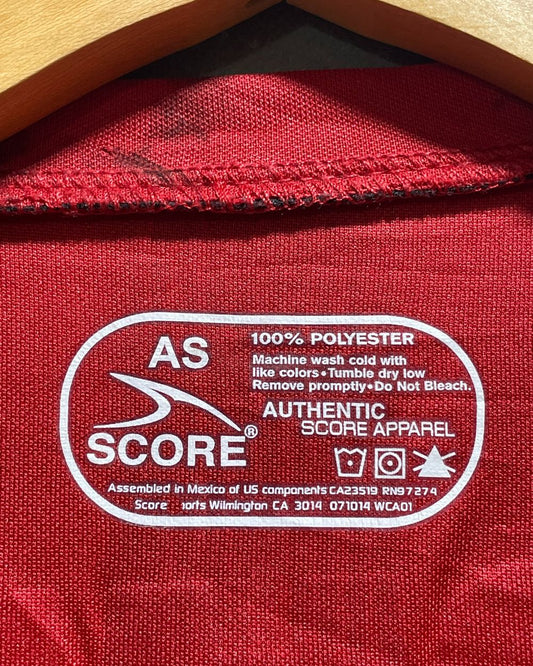 AS
SCORE®
100% POLYESTER
Machine wash cold with
like colors•Tumble dry low
Remove promptly•Do Not Bleach.
AUTHENTIC
SCORE APPAREL
Assembled in Mexico of US components CA23519 RN97274
Score orts Wilmington CA 3014 071014 WCA01